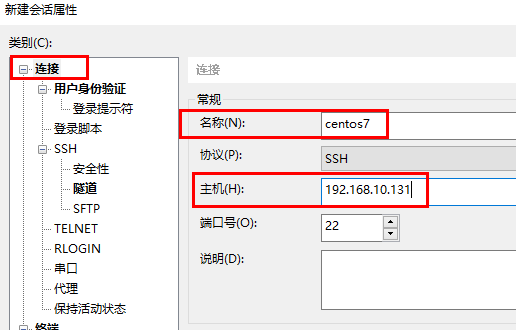 新建会话属性
类别(C):
连接
用户身份验证
登录提示符
登录脚本
SSH
安全性
隧道
SFTP
TELNET
RLOGIN
串口
代理
保持活动状态
终端
连接
常规
名称(N): centos7
协议(P): SSH
主机(H): 192.168.10.131
端口号(O): 22
说明(D):